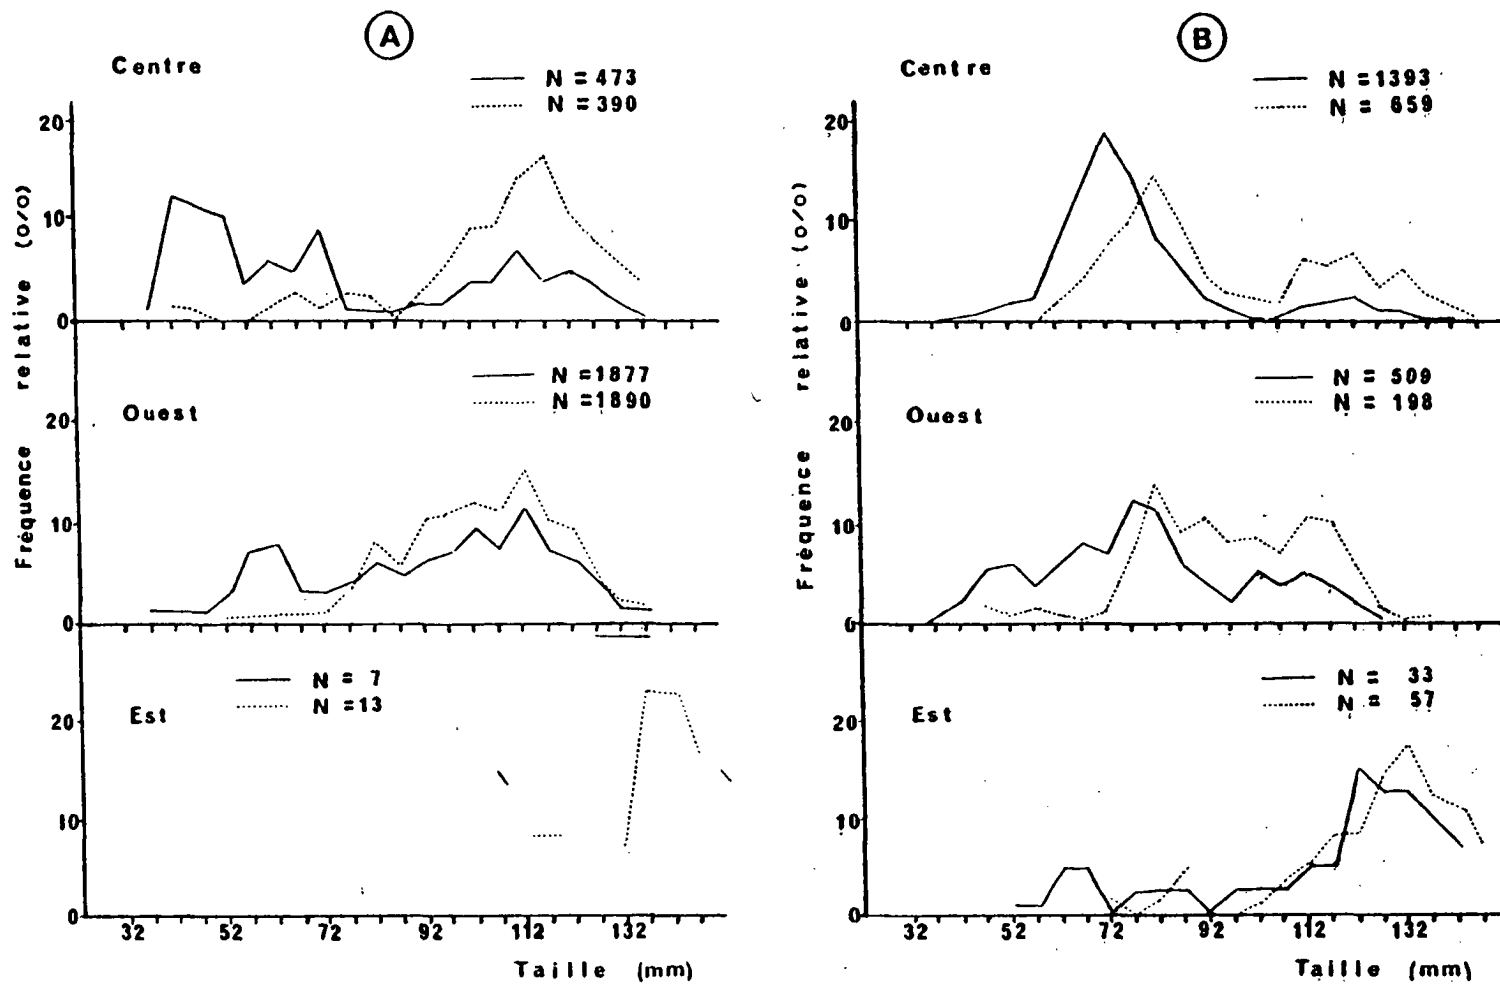 A
Centre
N = 473
N = 390
20
10
0
Fréquence relative (o/o)
Ouest
N = 1877
N = 1890
20
10
0
Est
N = 7
N = 13
20
10
0
32 52 72 92 112 132
Taille (mm)
B
Centre
N = 1393
N = 659
20
10
0
Fréquence relative (o/o)
Ouest
N = 509
N = 198
20
10
0
Est
N = 33
N = 57
20
10
0
32 52 72 92 112 132
Taille (mm)